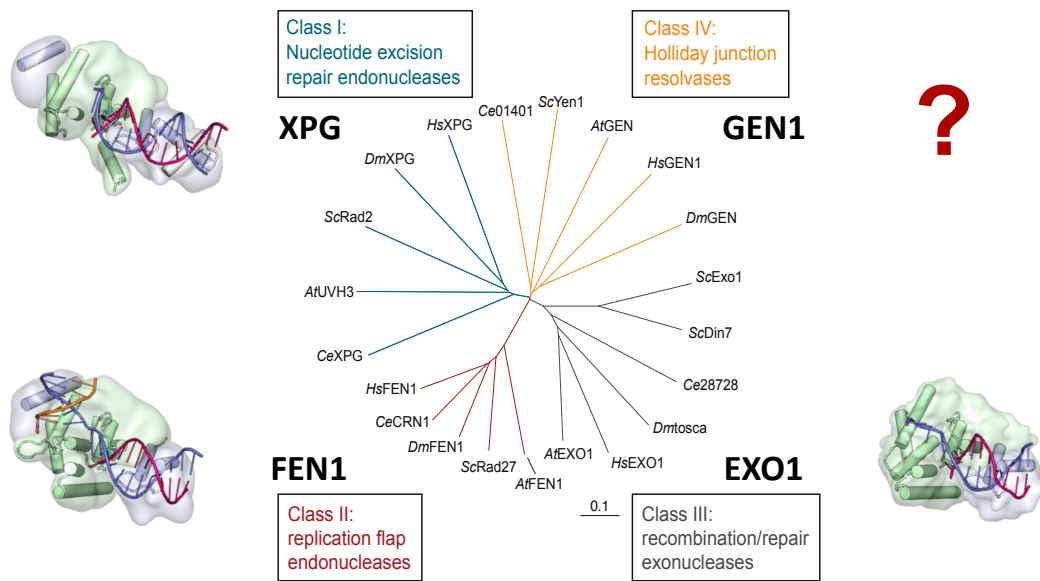 Class I:
Nucleotide excision
repair endonucleases
Class IV:
Holliday junction
resolvases
XPG
GEN1
?
HsXPG
Ce01401
ScYen1
AtGEN
HsGEN1
DmXPG
DmGEN
ScRad2
ScExo1
AtUVH3
ScDin7
CeXPG
Ce28728
HsFEN1
CeCRN1
DmFEN1
ScRad27
AtFEN1
AtEXO1
HsEXO1
Dmtosca
FEN1
EXO1
Class II:
replication flap
endonucleases
0.1
Class III:
recombination/repair
exonucleases